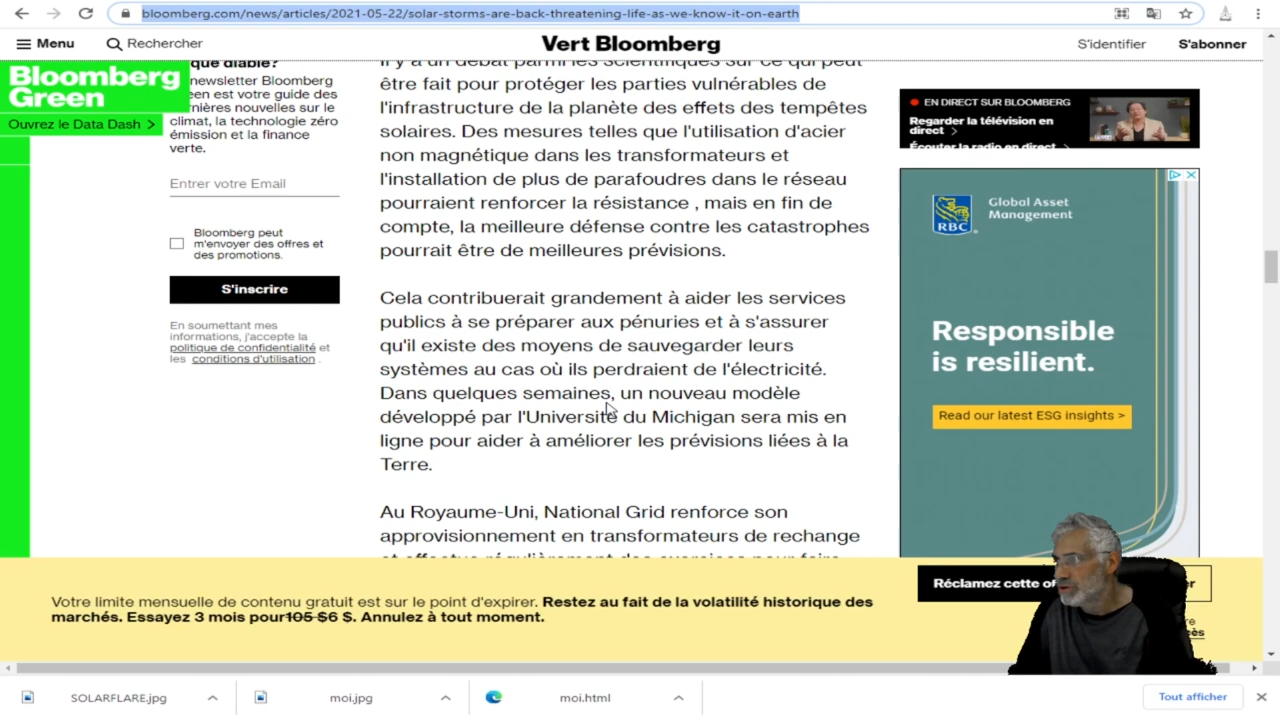 bloomberg.com/news/articles/2021-05-22/solar-storms-are-back-threatening-life-as-we-know-it-on-earth
Menu
Rechercher
Vert Bloomberg
S'identifier
S'abonner
Bloomberg
Green
Ouvrez le Data Dash >
que diable?
newsletter Bloomberg
een est votre guide des
rnières nouvelles sur le
climat, la technologie zéro
émission et la finance
verte.
Entrer votre Email
Bloomberg peut
m'envoyer des offres et
des promotions.
S'inscrire
En soumettant mes
informations, j'accepte la
politique de confidentialité et
les conditions d'utilisation .
Il y a un débat parmi les scientifiques sur ce qui peut
être fait pour protéger les parties vulnérables de
l'infrastructure de la planète des effets des tempêtes
solaires. Des mesures telles que l'utilisation d'acier
non magnétique dans les transformateurs et
l'installation de plus de parafoudres dans le réseau
pourraient renforcer la résistance , mais en fin de
compte, la meilleure défense contre les catastrophes
pourrait être de meilleures prévisions.
Cela contribuerait grandement à aider les services
publics à se préparer aux pénuries et à s'assurer
qu'il existe des moyens de sauvegarder leurs
systèmes au cas où ils perdraient de l'électricité.
Dans quelques semaines, un nouveau modèle
développé par l'Université du Michigan sera mis en
ligne pour aider à améliorer les prévisions liées à la
Terre.
Au Royaume-Uni, National Grid renforce son
approvisionnement en transformateurs de rechange
et effectue régulièrement des exercices pour faire
EN DIRECT SUR BLOOMBERG
Regarder la télévision en
direct >
Écouter la radio en direct >
RBC
Global Asset
Management
Responsible
is resilient.
Read our latest ESG insights >
Votre limite mensuelle de contenu gratuit est sur le point d'expirer. Restez au fait de la volatilité historique des
marchés. Essayez 3 mois pour105 $6 $. Annulez à tout moment.
Réclamez cette
SOLARFLARE.jpg
moi.jpg
moi.html
Tout afficher